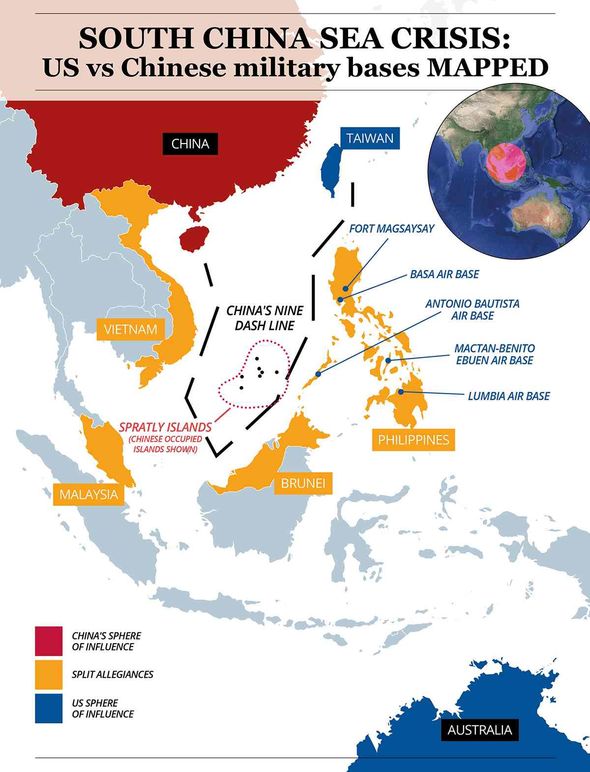 SOUTH CHINA SEA CRISIS:
US vs Chinese military bases MAPPED
CHINA
TAIWAN
FORT MAGSAYSAY
BASA AIR BASE
ANTONIO BAUTISTA
AIR BASE
CHINA'S NINE
DASH LINE
VIETNAM
MACTAN-BENITO
EBUEN AIR BASE
LUMBIA AIR BASE
SPRATLY ISLANDS
(CHINESE OCCUPIED
ISLANDS SHOWN)
PHILIPPINES
MALAYSIA
BRUNEI
CHINA'S SPHERE
OF INFLUENCE
SPLIT ALLEGIANCES
US SPHERE
OF INFLUENCE
AUSTRALIA